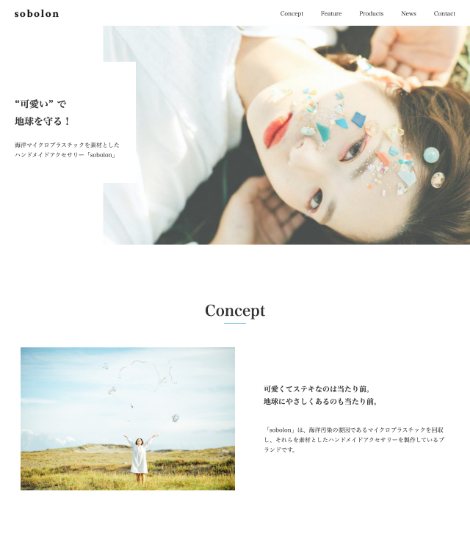 sobolon
Concept Feature Products News Contact
“可愛い” で
地球を守る！
海洋マイクロプラスチックを素材とした
ハンドメイドアクセサリー「sobolon」
Concept
可愛くてステキなのは当たり前。
地球にやさしくあるのも当たり前。
「sobolon」は、海洋汚染の要因であるマイクロプラスチックを回収
し、それらを素材としたハンドメイドアクセサリーを製作しているブ
ランドです。